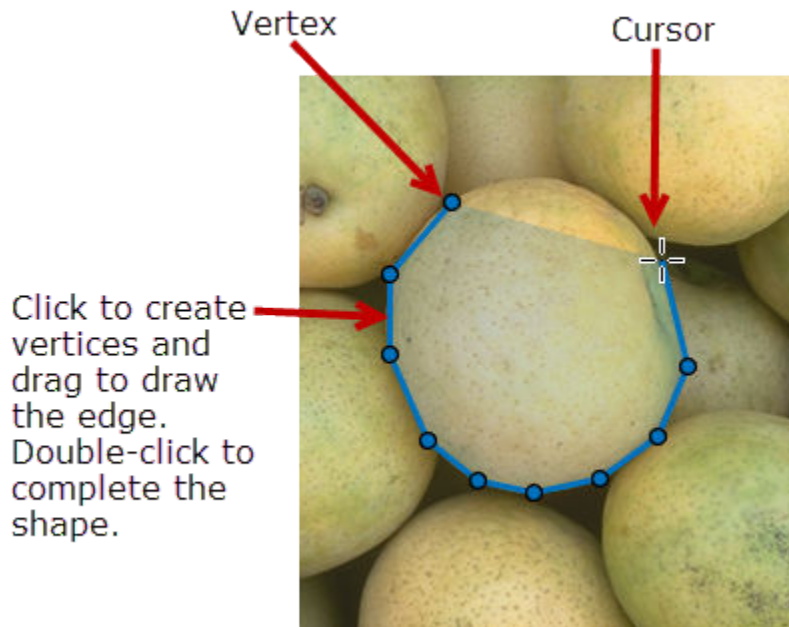 Vertex
Cursor
Click to create
vertices and
drag to draw
the edge.
Double-click to
complete the
shape.